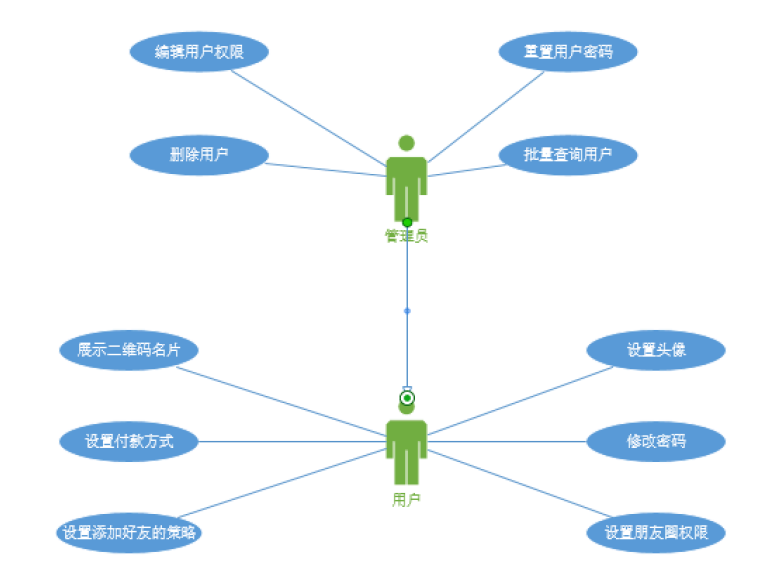 编辑用户权限
重置用户密码
删除用户
批量查询用户
管理员
展示二维码名片
设置头像
设置付款方式
修改密码
用户
设置添加好友的策略
设置朋友圈权限